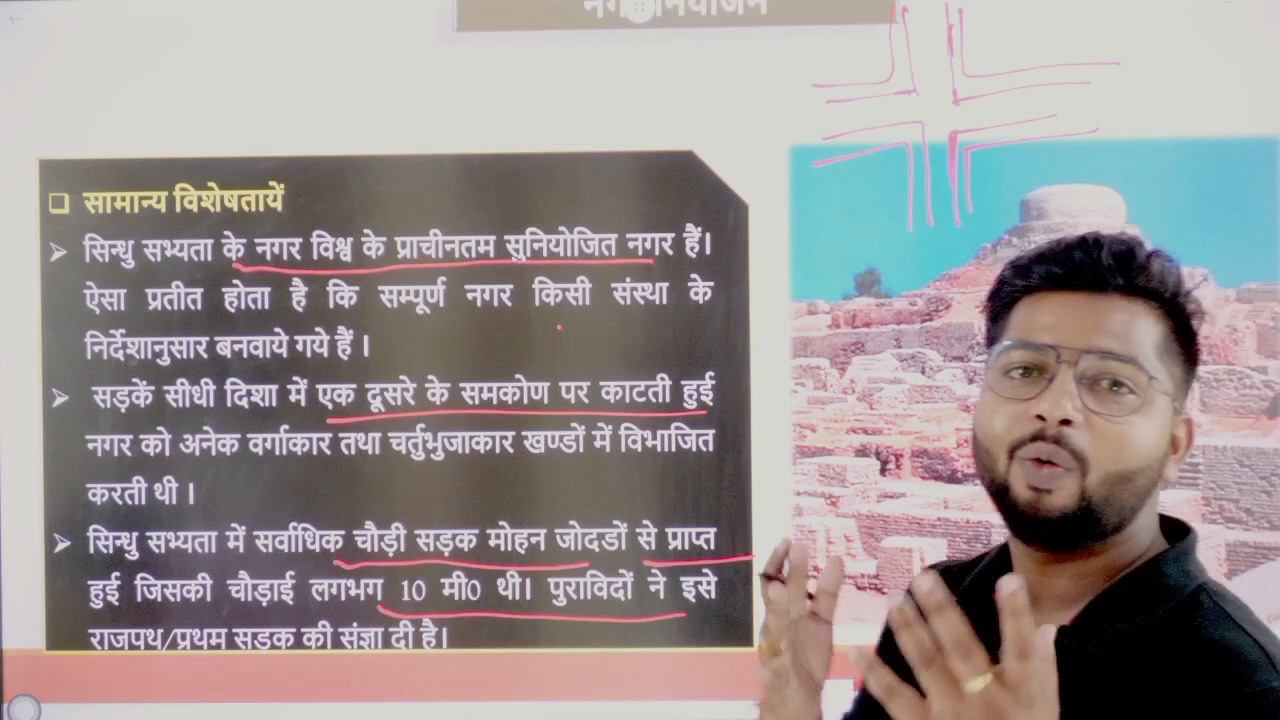 सामान्य विशेषतायें
सिन्धु सभ्यता के नगर विश्व के प्राचीनतम सुनियोजित नगर हैं।
ऐसा प्रतीत होता है कि सम्पूर्ण नगर किसी संस्था के
निर्देशानुसार बनवाये गये हैं ।
सड़कें सीधी दिशा में एक दूसरे के समकोण पर काटती हुई
नगर को अनेक वर्गाकार तथा चर्तुभुजाकार खण्डों में विभाजित
करती थी ।
सिन्धु सभ्यता में सर्वाधिक चौड़ी सड़क मोहन जोदडों से प्राप्त
हुई जिसकी चौड़ाई लगभग 10 मी0 थी। पुराविदों ने इसे
राजपथ/प्रथम सडक की संज्ञा दी है।